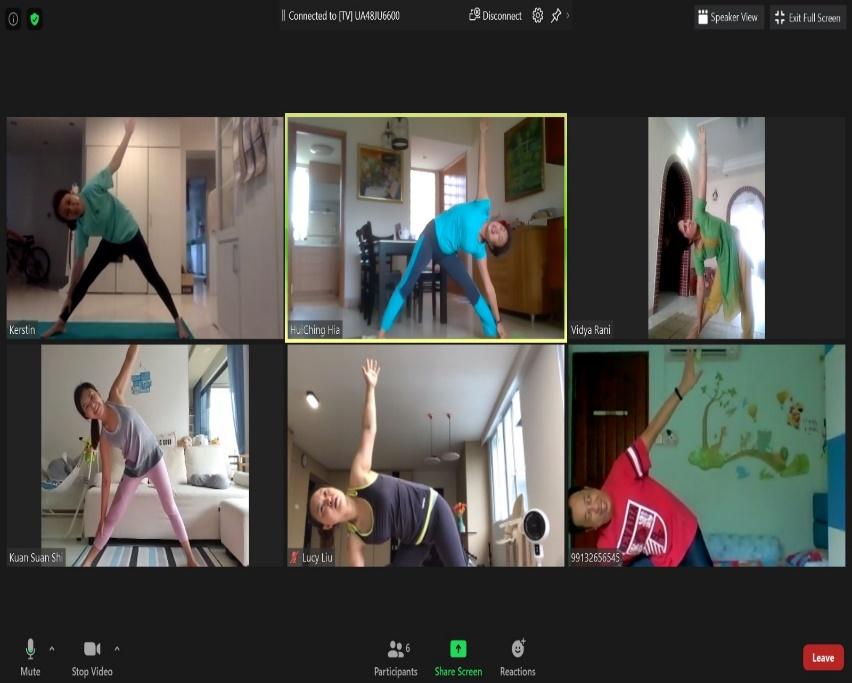 Connected to [TV] UA48JU6600
Disconnect
Speaker View
Exit Full Screen
Kerstin
HuiChing Hia
Vidya Rani
Kuan Suan Shi
Lucy Liu
99132656545
Mute
Stop Video
6
Participants
Share Screen
Reactions
Leave